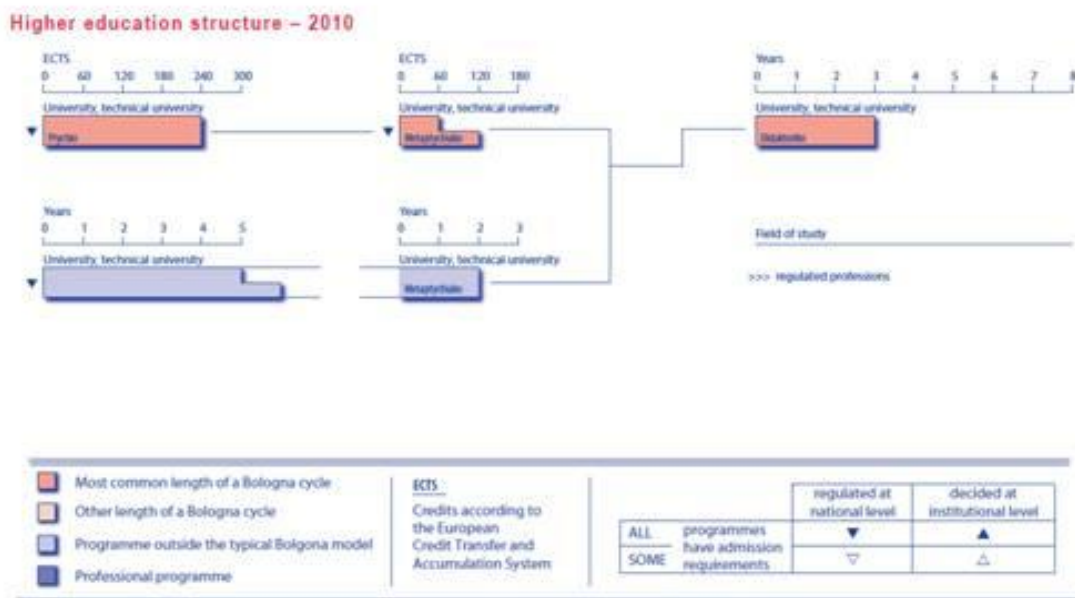 Higher education structure – 2010
ECTS
0 60 120 180 240 300
University, technical university
Ptychio
ECTS
0 60 120 180
University, technical university
Metaptychiako
Years
0 1 2 3 4 5 6 7 8
University, technical university
Years
0 1 2 3 4 5
University, technical university
Years
0 1 2 3
University, technical university
Metaptychiako
Field of study
>>> regulated professions
Most common length of a Bologna cycle
Other length of a Bologna cycle
Programme outside the typical Bolgona model
Professional programme
ECTS
Credits according to
the European
Credit Transfer and
Accumulation System
regulated at
national level
decided at
institutional level
ALL
SOME
programmes
have admission
requirements